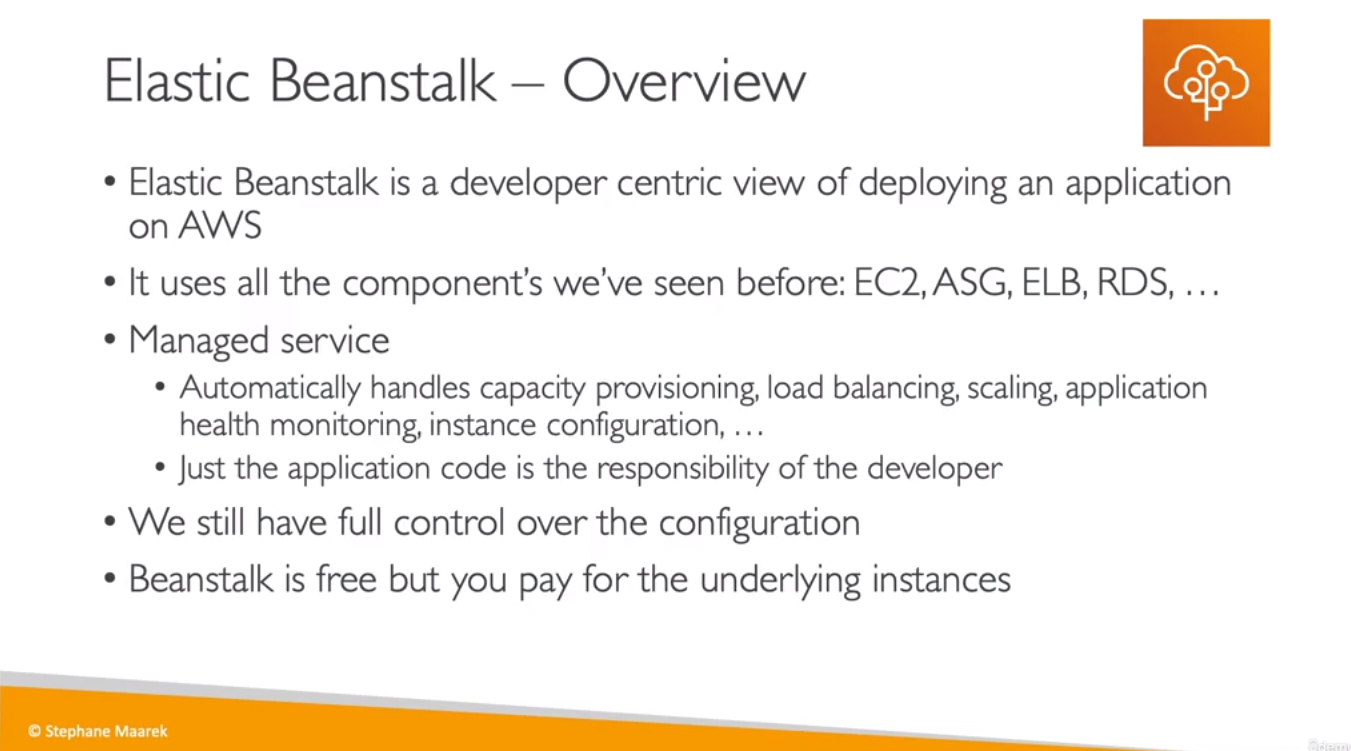 Elastic Beanstalk – Overview
• Elastic Beanstalk is a developer centric view of deploying an application
on AWS
• It uses all the component's we've seen before: EC2, ASG, ELB, RDS, …
• Managed service
• Automatically handles capacity provisioning, load balancing, scaling, application
health monitoring, instance configuration, …
• Just the application code is the responsibility of the developer
• We still have full control over the configuration
• Beanstalk is free but you pay for the underlying instances
© Stephane Maarek